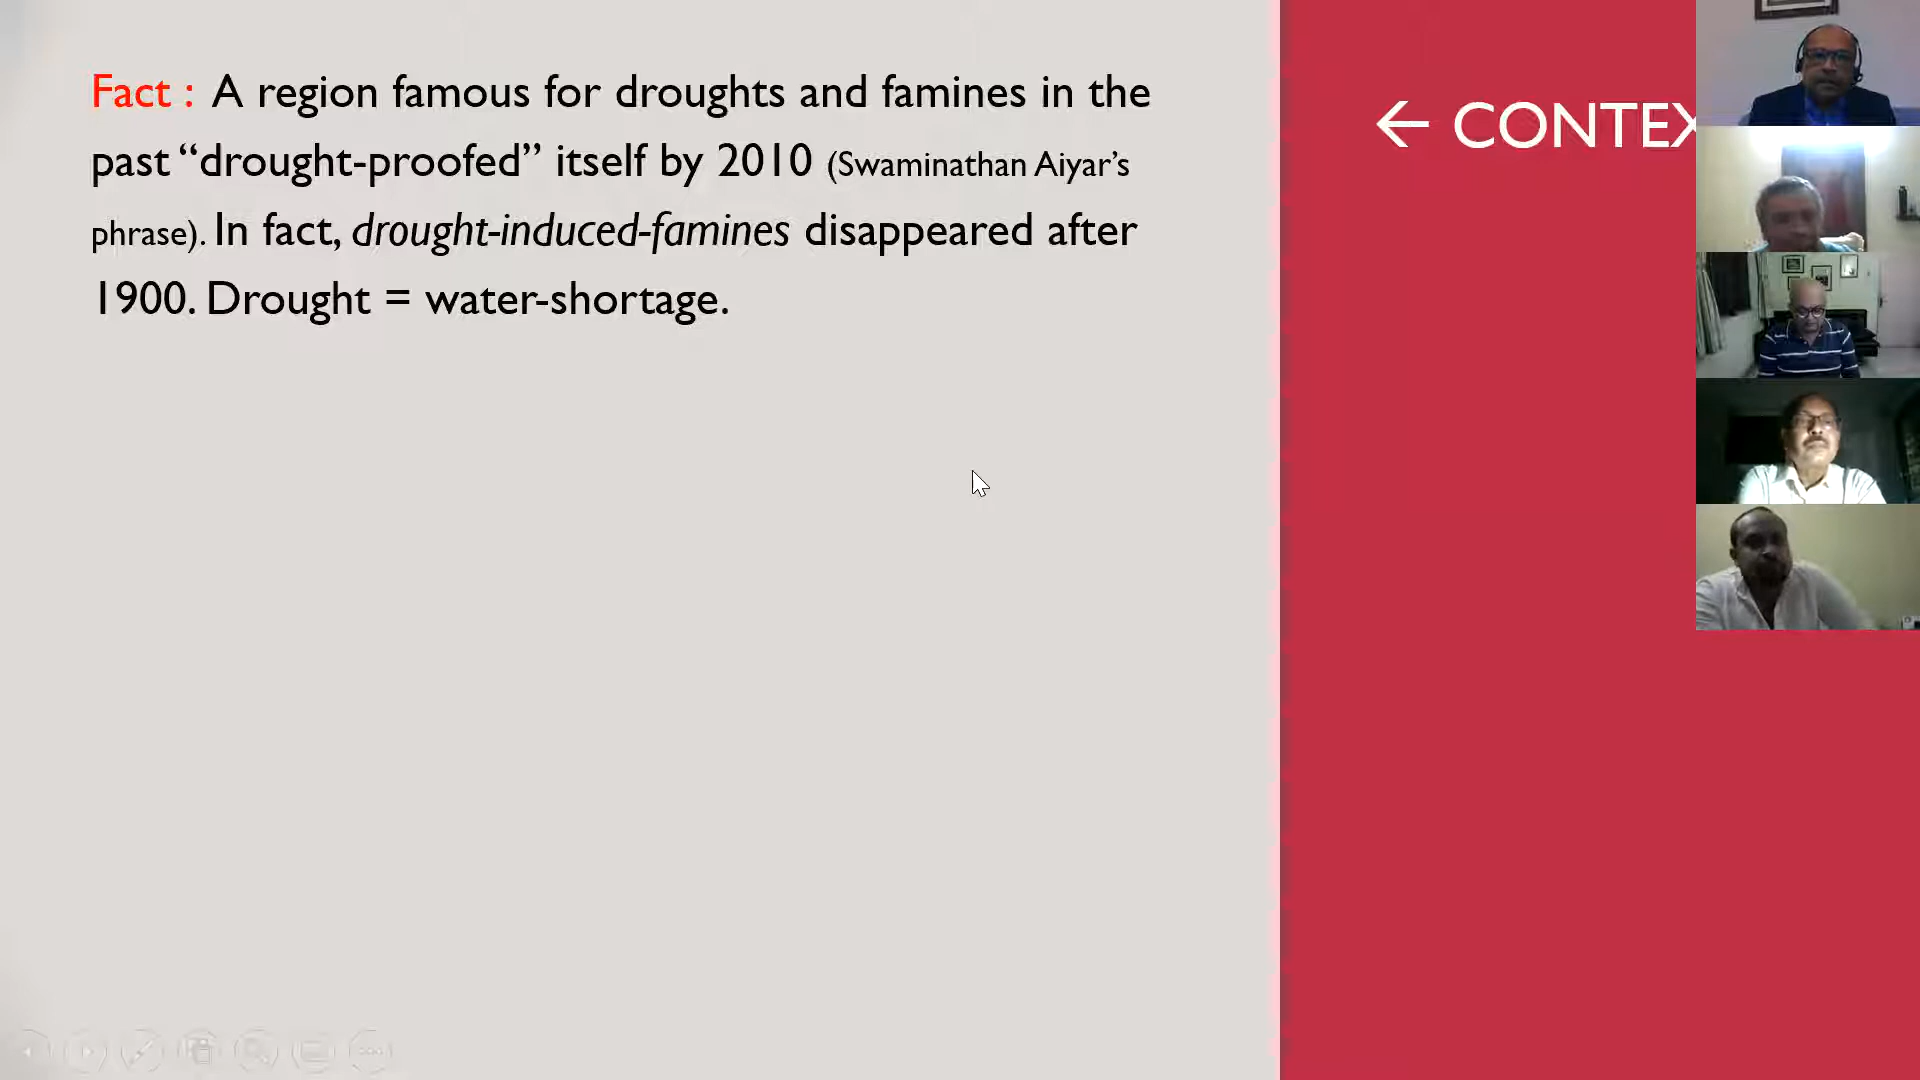 Fact : A region famous for droughts and famines in the
past “drought-proofed” itself by 2010 (Swaminathan Aiyar’s
phrase). In fact, drought-induced-famines disappeared after
1900. Drought = water-shortage.
← CONTEX